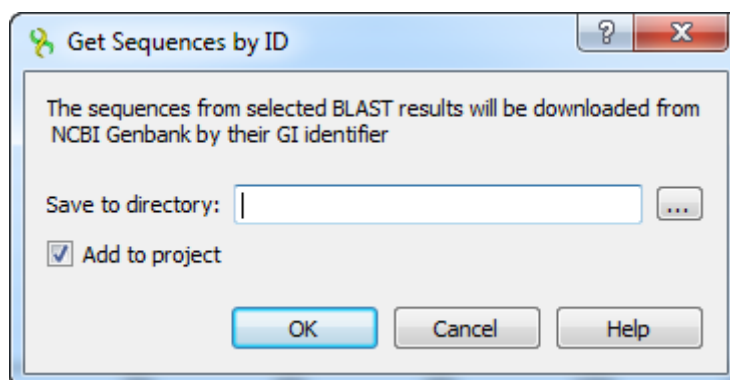 Get Sequences by ID
The sequences from selected BLAST results will be downloaded from
NCBI Genbank by their GI identifier
Save to directory:
...
Add to project
OK Cancel Help